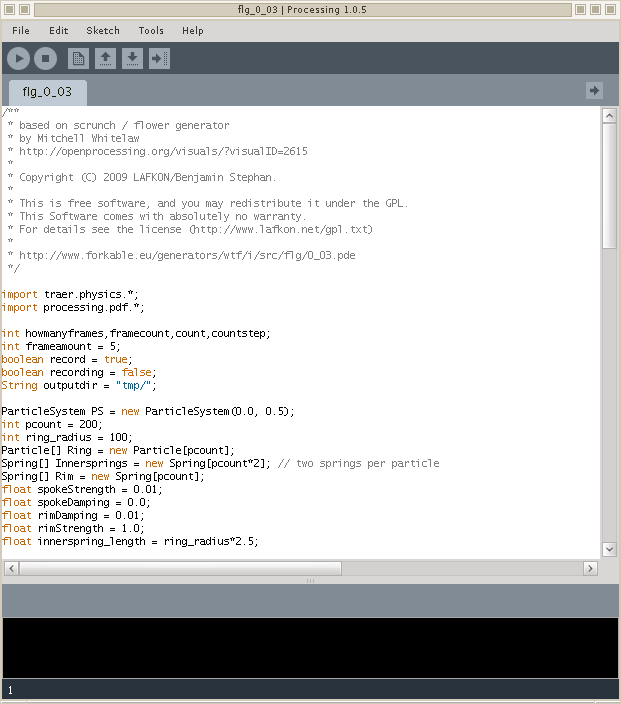 flg_0_03 | Processing 1.0.5
File Edit Sketch Tools Help
flg_0_03
/**
 * based on scrunch / flower generator
 * by Mitchell Whitelaw
 * http://openprocessing.org/visuals/?visualID=2615
 *
 * Copyright (C) 2009 LAFKON/Benjamin Stephan.
 *
 * This is free software, and you may redistribute it under the GPL.
 * This Software comes with absolutely no warranty.
 * For details see the license (http://www.lafkon.net/gpl.txt)
 *
 * http://www.forkable.eu/generators/wtf/i/src/flg/0_03.pde
 */
import traer.physics.*;
import processing.pdf.*;
int howmanyframes,framecount,count,countstep;
int frameamount = 5;
boolean record = true;
boolean recording = false;
String outputdir = "tmp/";
ParticleSystem PS = new ParticleSystem(0.0, 0.5);
int pcount = 200;
int ring_radius = 100;
Particle[] Ring = new Particle[pcount];
Spring[] Innersprings = new Spring[pcount*2]; // two springs per particle
Spring[] Rim = new Spring[pcount];
float spokeStrength = 0.01;
float spokeDamping = 0.0;
float rimDamping = 0.01;
float rimStrength = 1.0;
float innerspring_length = ring_radius*2.5;
1